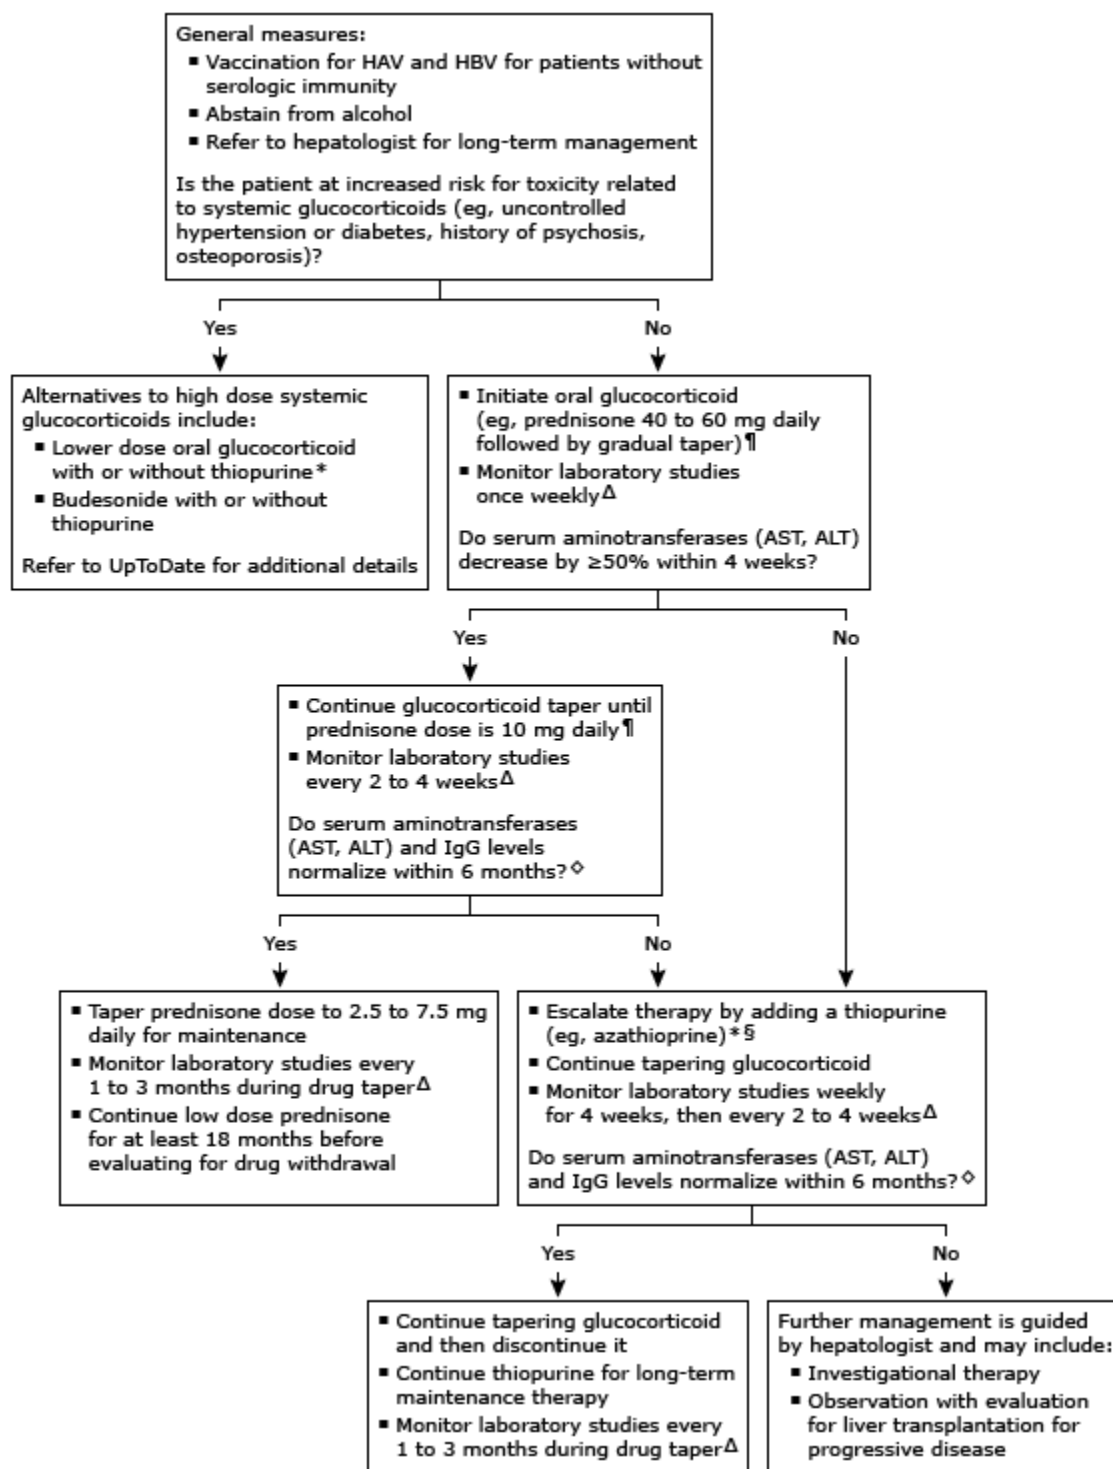 General measures:
▪ Vaccination for HAV and HBV for patients without
serologic immunity
▪ Abstain from alcohol
▪ Refer to hepatologist for long-term management
Is the patient at increased risk for toxicity related
to systemic glucocorticoids (eg, uncontrolled
hypertension or diabetes, history of psychosis,
osteoporosis)?
Yes
No
Alternatives to high dose systemic
glucocorticoids include:
▪ Lower dose oral glucocorticoid
with or without thiopurine*
▪ Budesonide with or without
thiopurine
Refer to UpToDate for additional details
▪ Initiate oral glucocorticoid
(eg, prednisone 40 to 60 mg daily
followed by gradual taper)¶
▪ Monitor laboratory studies
once weekly Δ
Do serum aminotransferases (AST, ALT)
decrease by ≥50% within 4 weeks?
Yes
No
▪ Continue glucocorticoid taper until
prednisone dose is 10 mg daily¶
▪ Monitor laboratory studies
every 2 to 4 weeks Δ
Do serum aminotransferases
(AST, ALT) and IgG levels
normalize within 6 months? ◇
Yes
No
▪ Taper prednisone dose to 2.5 to 7.5 mg
daily for maintenance
▪ Monitor laboratory studies every
1 to 3 months during drug taper Δ
▪ Continue low dose prednisone
for at least 18 months before
evaluating for drug withdrawal
▪ Escalate therapy by adding a thiopurine
(eg, azathioprine)*§
▪ Continue tapering glucocorticoid
▪ Monitor laboratory studies weekly
for 4 weeks, then every 2 to 4 weeks Δ
Do serum aminotransferases (AST, ALT)
and IgG levels normalize within 6 months? ◇
Yes
No
▪ Continue tapering glucocorticoid
and then discontinue it
▪ Continue thiopurine for long-term
maintenance therapy
▪ Monitor laboratory studies every
1 to 3 months during drug taper Δ
Further management is guided
by hepatologist and may include:
▪ Investigational therapy
▪ Observation with evaluation
for liver transplantation for
progressive disease